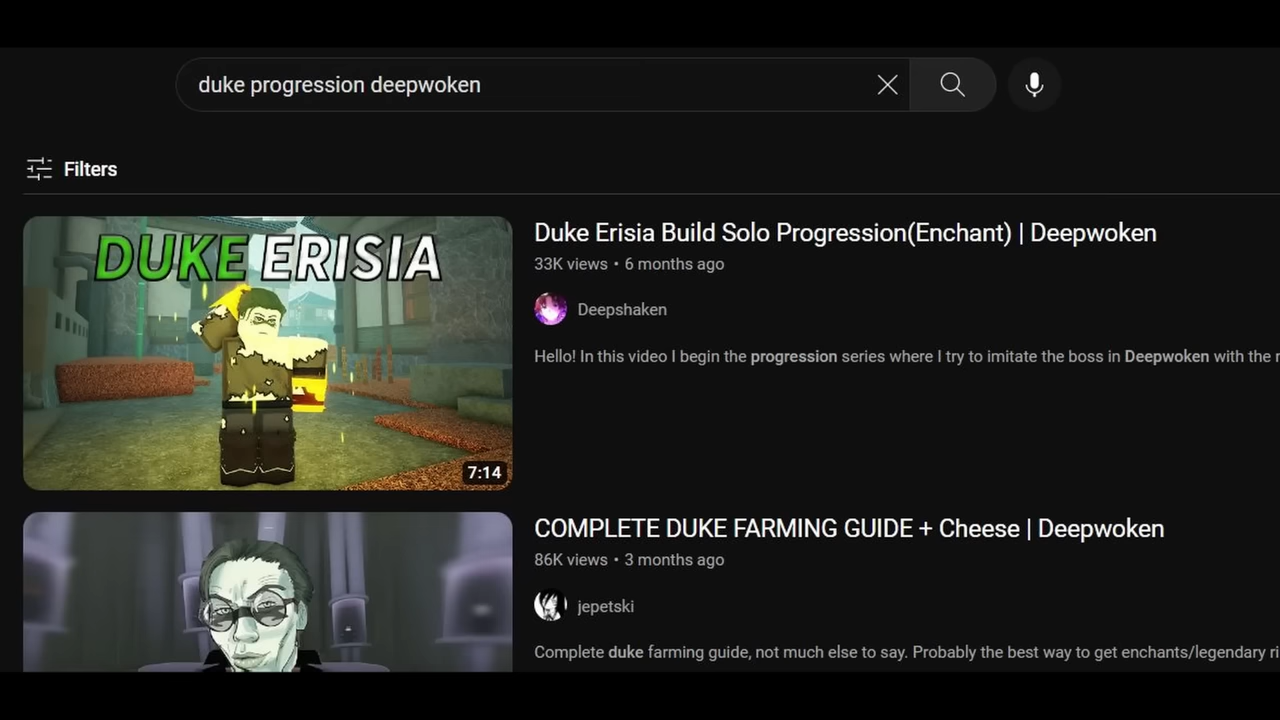 duke progression deepwoken
Filters
DUKE ERISIA
7:14
Duke Erisia Build Solo Progression(Enchant) | Deepwoken
33K views • 6 months ago
Deepshaken
Hello! In this video I begin the progression series where I try to imitate the boss in Deepwoken with the
COMPLETE DUKE FARMING GUIDE + Cheese | Deepwoken
86K views • 3 months ago
jepetski
Complete duke farming guide, not much else to say. Probably the best way to get enchants/legendary